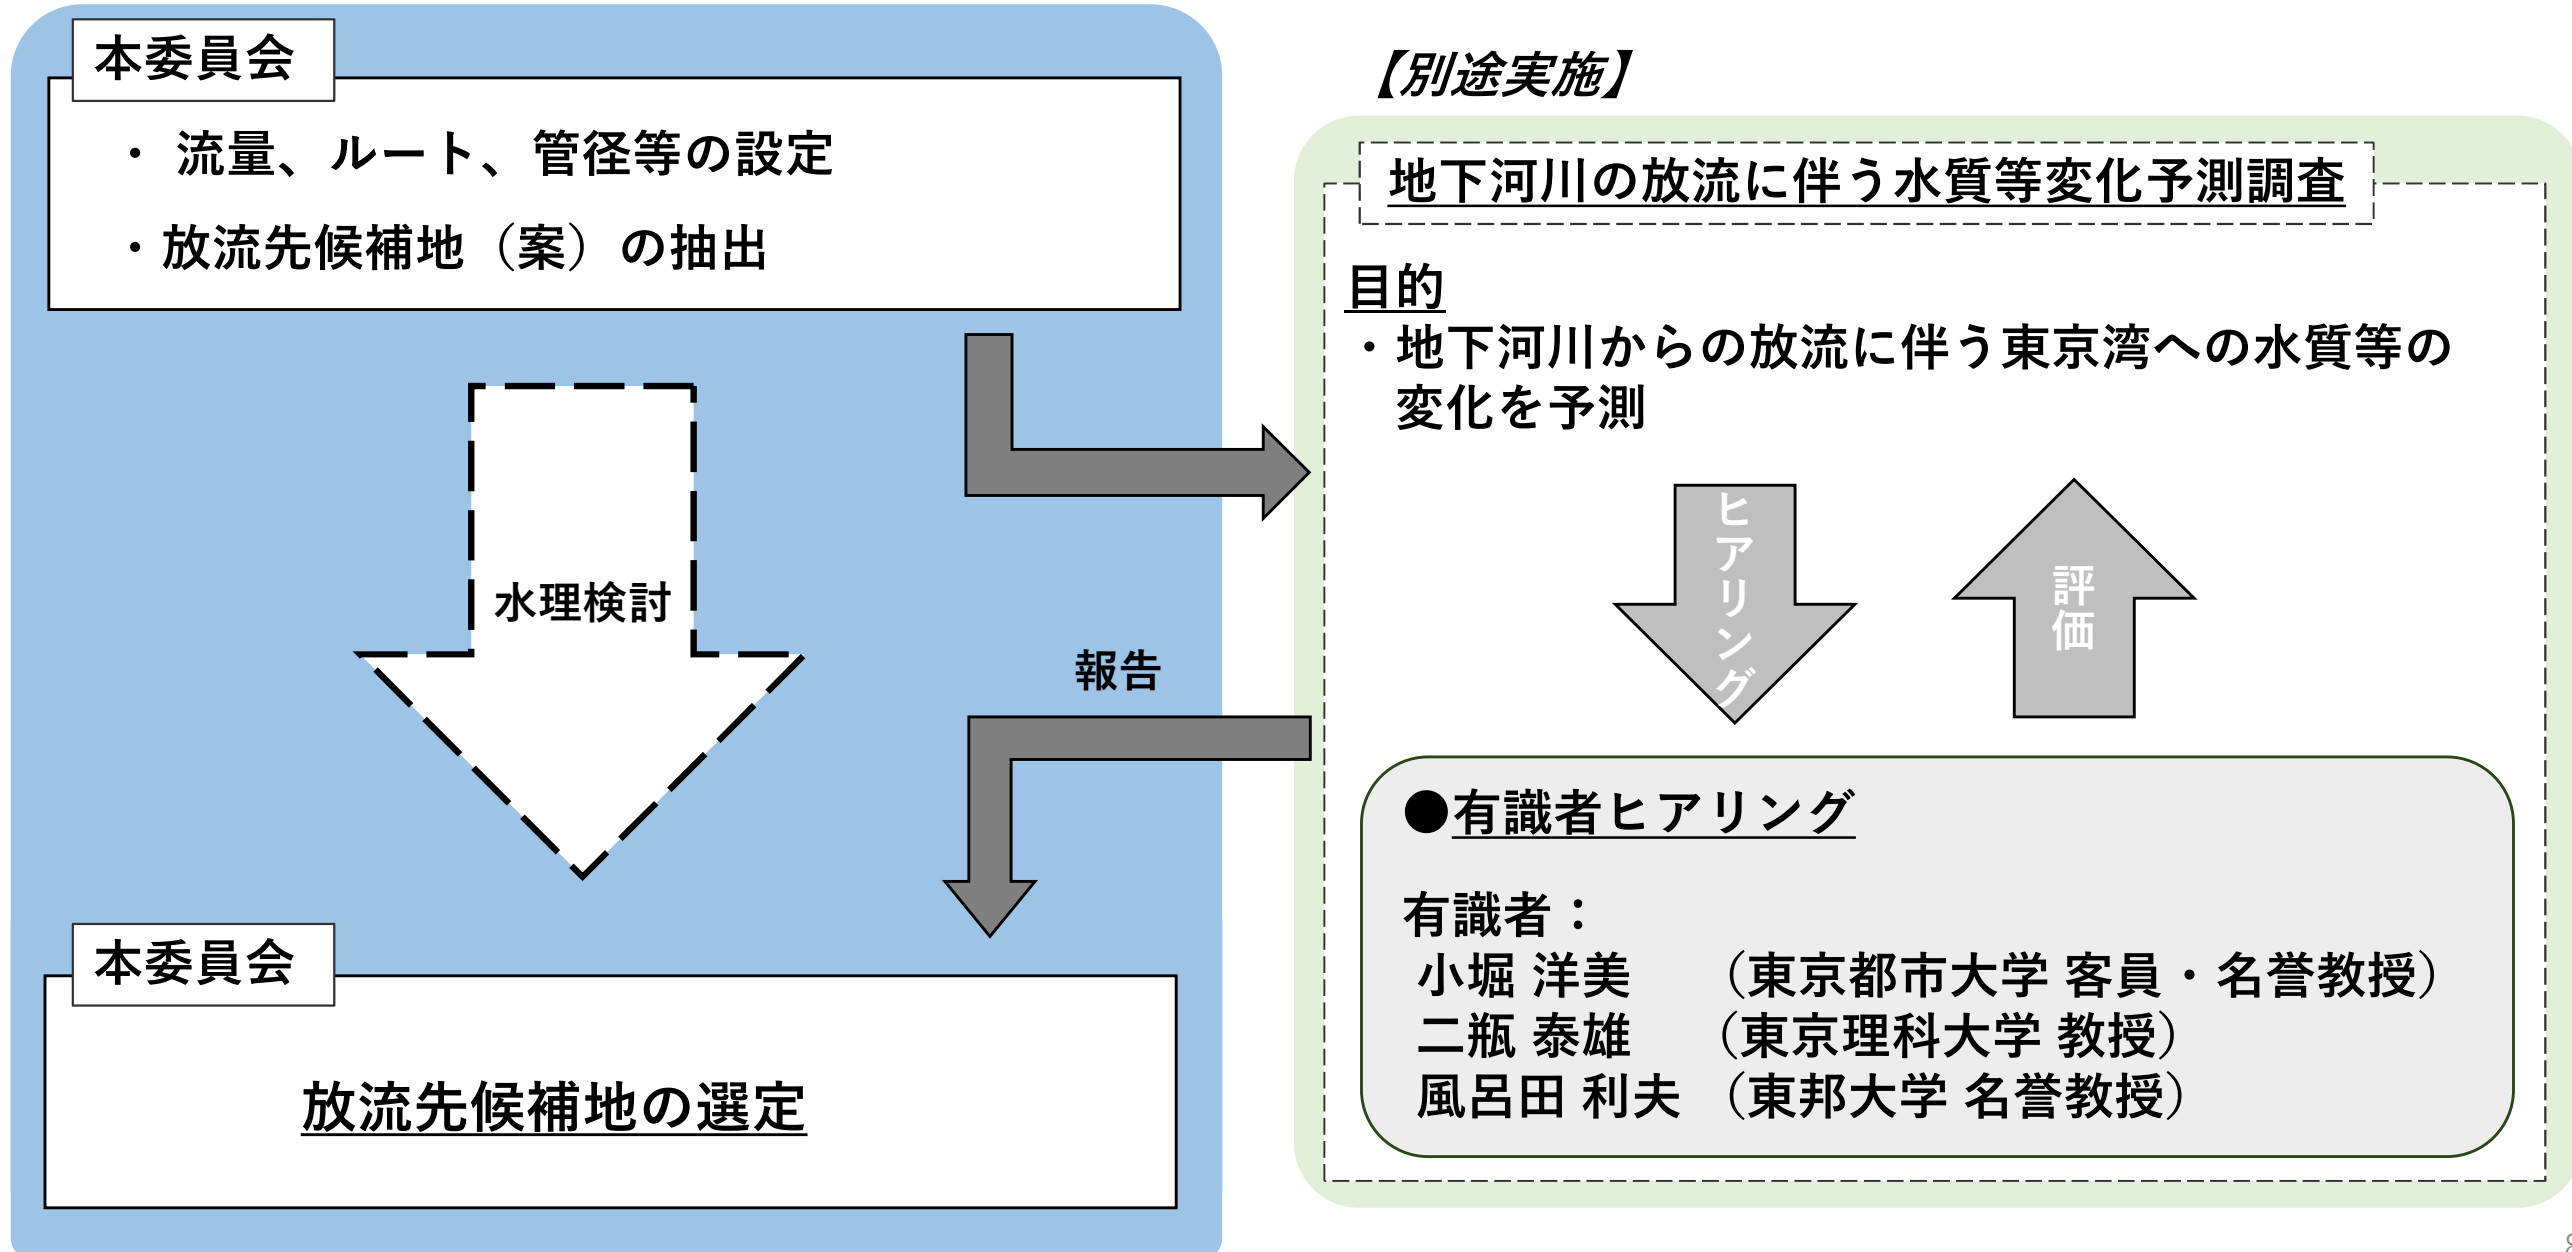 本委員会
・ 流量、ルート、管径等の設定
・放流先候補地（案）の抽出
水理検討
報告
本委員会
放流先候補地の選定
【別途実施】
地下河川の放流に伴う水質等変化予測調査
目的
・地下河川からの放流に伴う東京湾への水質等の
変化を予測
ヒアリング
評価
●有識者ヒアリング
有識者：
小堀 洋美 （東京都市大学 客員・名誉教授）
二瓶 泰雄 （東京理科大学 教授）
風呂田 利夫 （東邦大学 名誉教授）